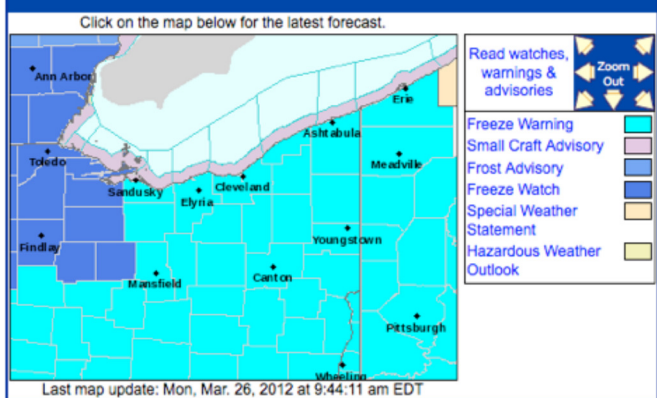 Click on the map below for the latest forecast.
Read watches,
warnings &
advisories
Zoom
Out
Freeze Warning
Small Craft Advisory
Frost Advisory
Freeze Watch
Special Weather
Statement
Hazardous Weather
Outlook
Ann Arbor
Erie
Ashtabula
Toledo
Meadville
Sandusky
Cleveland
Elyria
Findlay
Youngstown
Mansfield
Canton
Pittsburgh
Wheeling
Last map update: Mon, Mar. 26, 2012 at 9:44:11 am EDT